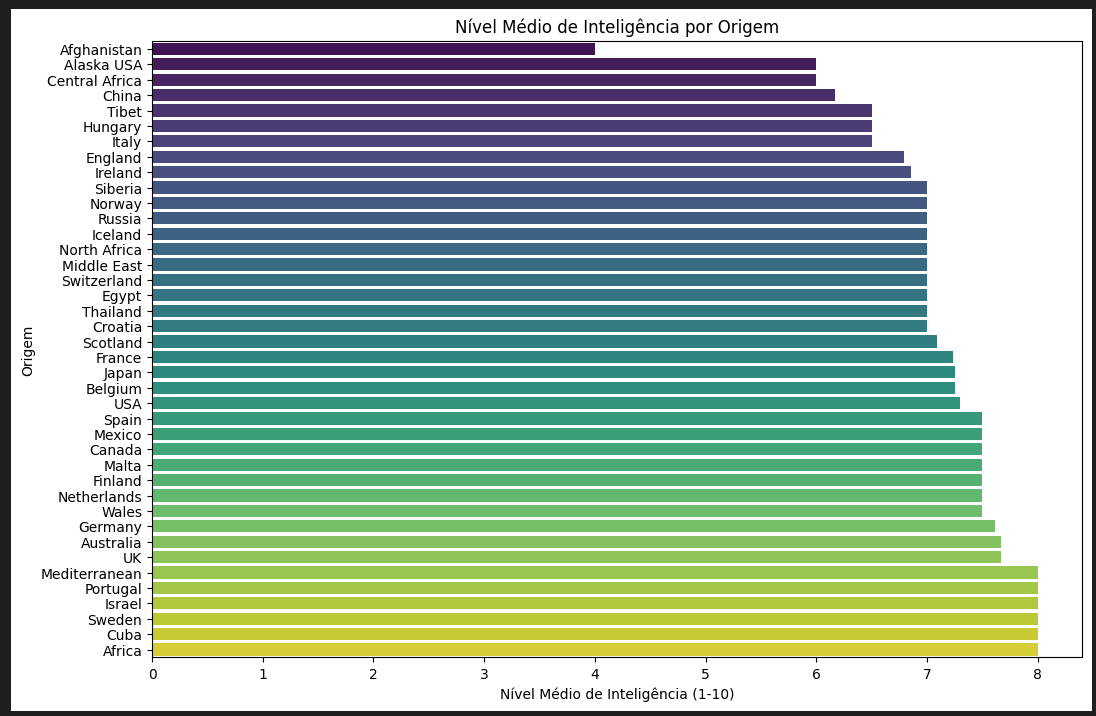 Nível Médio de Inteligência por Origem
Afghanistan
Alaska USA
Central Africa
China
Tibet
Hungary
Italy
England
Ireland
Siberia
Norway
Russia
Iceland
North Africa
Middle East
Switzerland
Egypt
Thailand
Croatia
Scotland
France
Japan
Belgium
USA
Spain
Mexico
Canada
Malta
Finland
Netherlands
Wales
Germany
Australia
UK
Mediterranean
Portugal
Israel
Sweden
Cuba
Africa
Origem
0 1 2 3 4 5 6 7 8
Nível Médio de Inteligência (1-10)